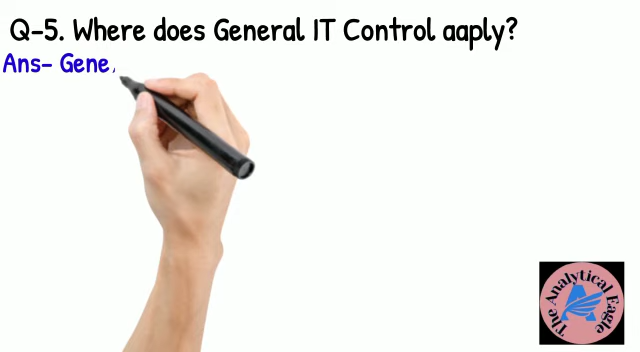 Q-5. Where does General IT Control aaply?
Ans- Gene
The Analytical Eagle